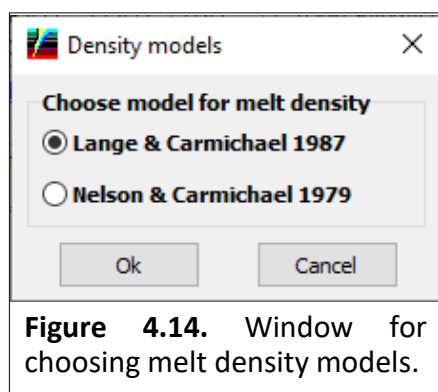 Density models
Choose model for melt density
Lange & Carmichael 1987
Nelson & Carmichael 1979
Ok Cancel
Figure 4.14. Window for
choosing melt density models.